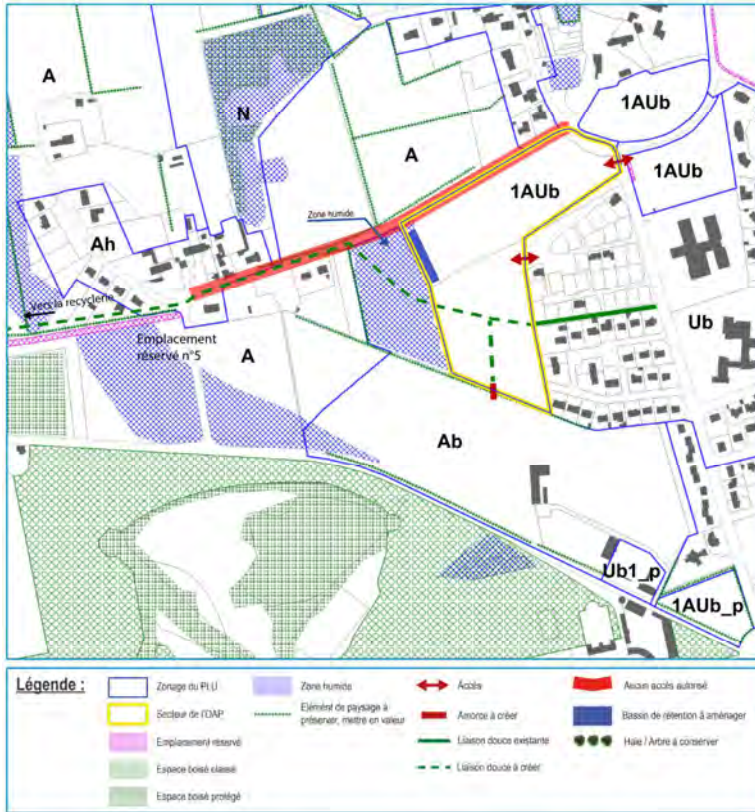 A
N
A
1AUb
1AUb
1AUb
1AUb_p
Zone humide
Ah
Vers la recyclerie
Emplacement
réservé n°5
A
Ub
Ab
Ub1_p
Légende :
Zonage du PLU
Secteur de l'OAP
Emplacement réservé
Espace boisé classé
Espace boisé protégé
Zone humide
Elément de paysage à
préserver, mettre en valeur
Accès
Amorce à créer
Liaison douce existante
Liaison douce à créer
Aucun accès autorisé
Bassin de rétention à aménager
Haie / Arbre à conserver